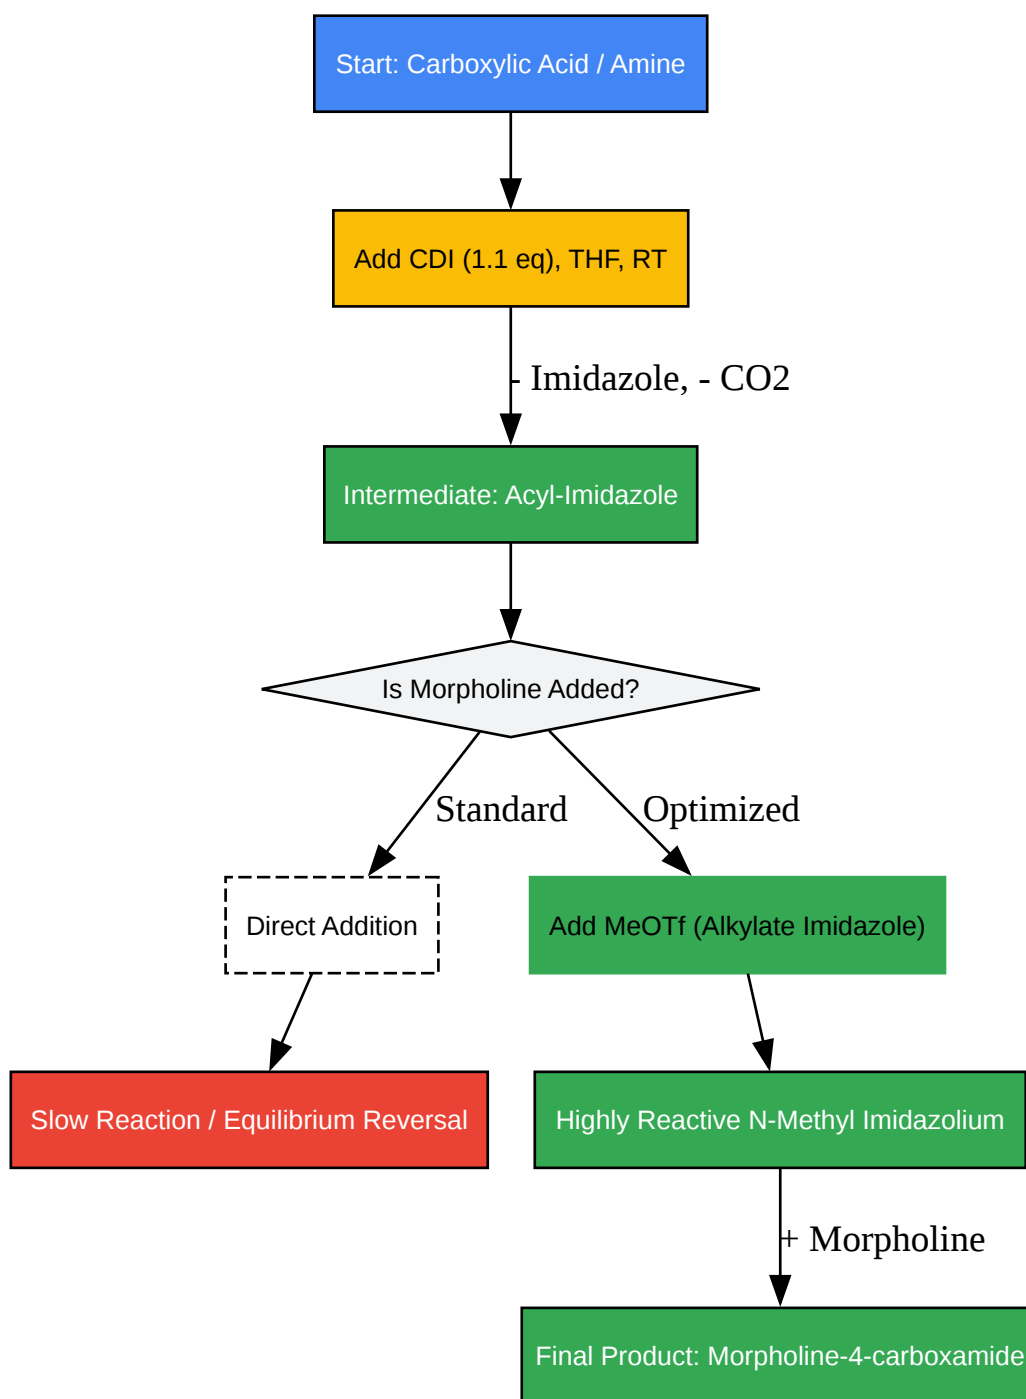 Start: Carboxylic Acid / Amine
Add CDI (1.1 eq), THF, RT
- Imidazole, - CO2
Intermediate: Acyl-Imidazole
Is Morpholine Added?
Standard
Optimized
Direct Addition
Add MeOTf (Alkylate Imidazole)
Slow Reaction / Equilibrium Reversal
Highly Reactive N-Methyl Imidazolium
+ Morpholine
Final Product: Morpholine-4-carboxamide